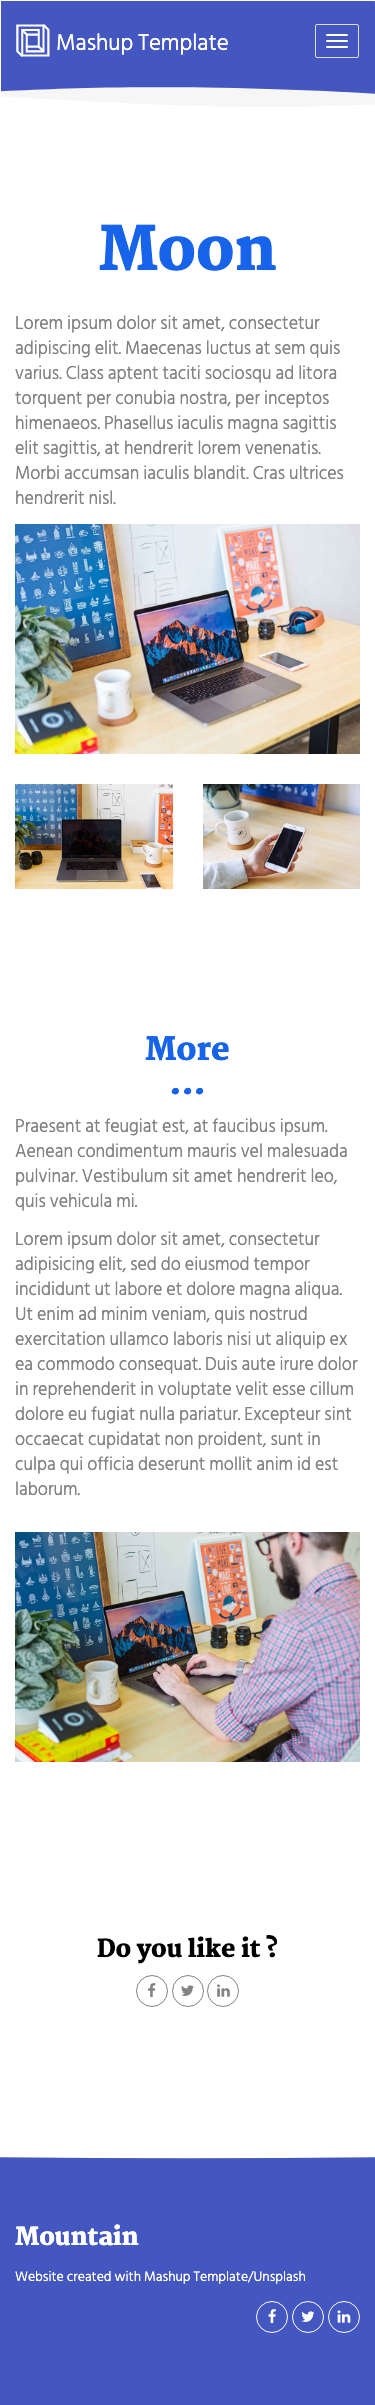 Mashup Template
Moon
Lorem ipsum dolor sit amet, consectetur
adipiscing elit. Maecenas luctus at sem quis
varius. Class aptent taciti sociosqu ad litora
torquent per conubia nostra, per inceptos
himenaeos. Phasellus iaculis magna sagittis
elit sagittis, at hendrerit lorem venenatis.
Morbi accumsan iaculis blandit. Cras ultrices
hendrerit nisl.
More
...
Praesent at feugiat est, at faucibus ipsum.
Aenean condimentum mauris vel malesuada
pulvinar. Vestibulum sit amet hendrerit leo,
quis vehicula mi.
Lorem ipsum dolor sit amet, consectetur
adipisicing elit, sed do eiusmod tempor
incididunt ut labore et dolore magna aliqua.
Ut enim ad minim veniam, quis nostrud
exercitation ullamco laboris nisi ut aliquip ex
ea commodo consequat. Duis aute irure dolor
in reprehenderit in voluptate velit esse cillum
dolore eu fugiat nulla pariatur. Excepteur sint
occaecat cupidatat non proident, sunt in
culpa qui officia deserunt mollit anim id est
laborum.
Do you like it ?
Mountain
Website created with Mashup Template/Unsplash